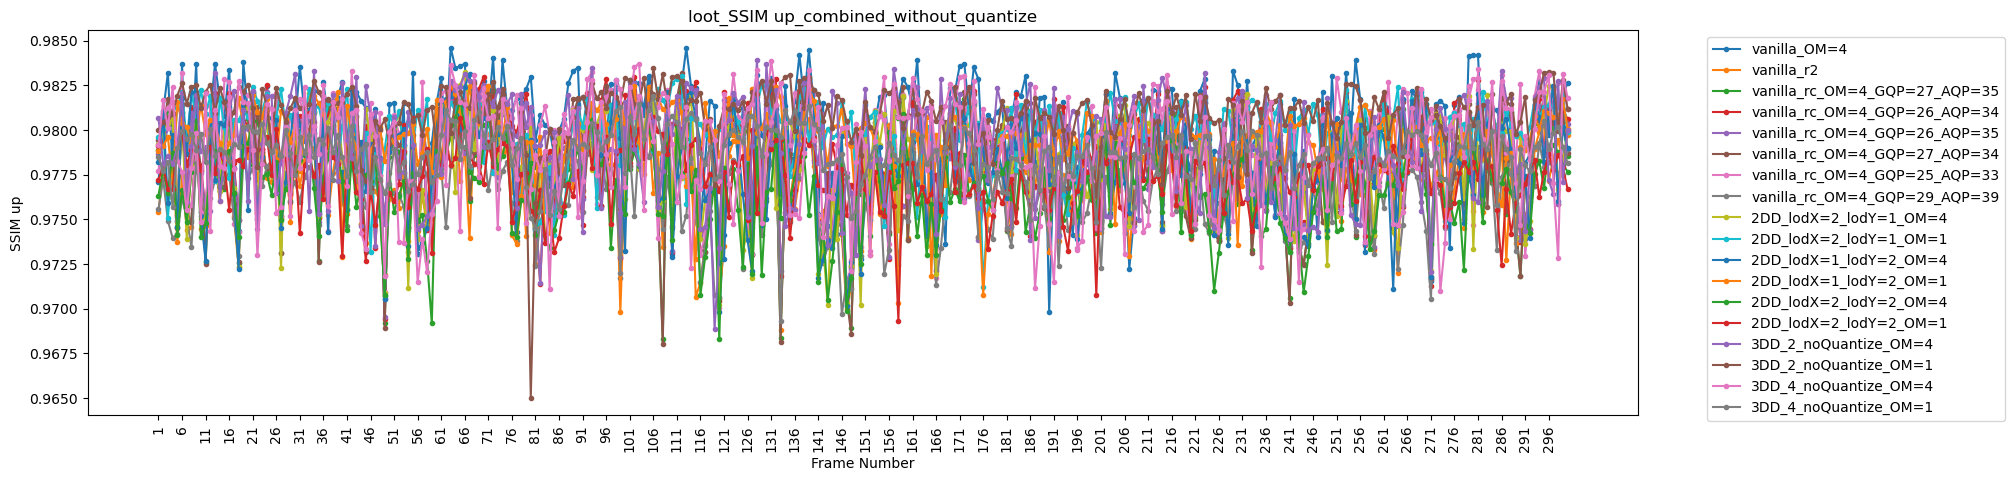 loot_SSIM up_combined_without_quantize
SSIM up
0.9850
0.9825
0.9800
0.9775
0.9750
0.9725
0.9700
0.9675
0.9650
1 6 11 16 21 26 31 36 41 46 51 56 61 66 71 76 81 86 91 96 101 106 111 116 121 126 131 136 141 146 151 156 161 166 171 176 181 186 191 196 201 206 211 216 221 226 231 236 241 246 251 256 261 266 271 276 281 286 291 296
Frame Number
vanilla_OM=4
vanilla_r2
vanilla_rc_OM=4_GQP=27_AQP=35
vanilla_rc_OM=4_GQP=26_AQP=34
vanilla_rc_OM=4_GQP=26_AQP=35
vanilla_rc_OM=4_GQP=27_AQP=34
vanilla_rc_OM=4_GQP=25_AQP=33
vanilla_rc_OM=4_GQP=29_AQP=39
2DD_lodX=2_lodY=1_OM=4
2DD_lodX=2_lodY=1_OM=1
2DD_lodX=1_lodY=2_OM=4
2DD_lodX=1_lodY=2_OM=1
2DD_lodX=2_lodY=2_OM=4
2DD_lodX=2_lodY=2_OM=1
3DD_2_noQuantize_OM=4
3DD_2_noQuantize_OM=1
3DD_4_noQuantize_OM=4
3DD_4_noQuantize_OM=1